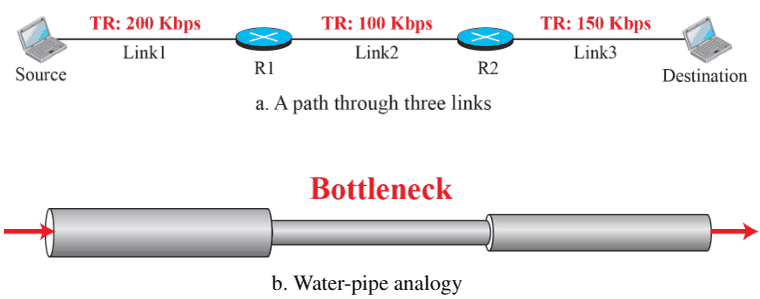 TR: 200 Kbps TR: 100 Kbps TR: 150 Kbps
Link1 Link2 Link3
Source R1 R2 Destination
a. A path through three links
Bottleneck
b. Water-pipe analogy